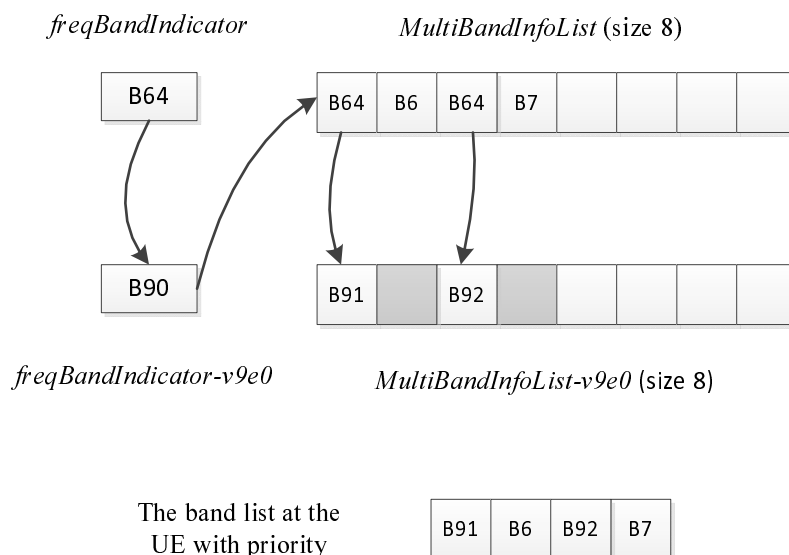 freqBandIndicator
MultiBandInfoList (size 8)
B64
B64 B6 B64 B7
B90
B91 B92
freqBandIndicator-v9e0
MultiBandInfoList-v9e0 (size 8)
The band list at the
UE with priority
B91 B6 B92 B7